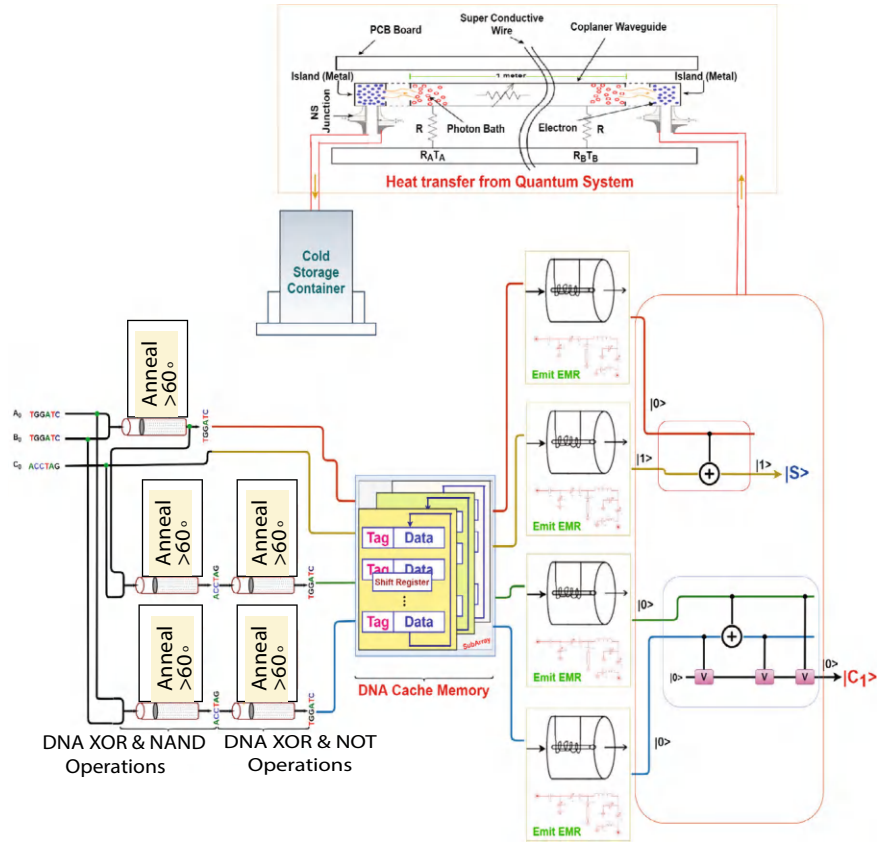 Super Conductive
Wire
Coplaner Waveguide
PCB Board
1 meter
Island (Metal)
Island (Metal)
NS
Junction
R
Photon Bath
Electron
R
RATA
RBTB
Heat transfer from Quantum System
Cold
Storage
Container
Emit EMR
Anneal
>60°
A0 TGGATC
B0 TGGATC
C0 ACCTAG
TGGATC
|0>
|1>
|1>
|S>
Emit EMR
Anneal
>60°
Anneal
>60°
ACCTAG
TGGATC
Tag Data
Tag Data
Shift Register
Tag Data
SubArray
DNA Cache Memory
|0>
Emit EMR
Anneal
>60°
Anneal
>60°
ACCTAG
TGGATC
|0>
V
V
V
|0>
|C1>
|0>
Emit EMR
DNA XOR & NAND
Operations
DNA XOR & NOT
Operations